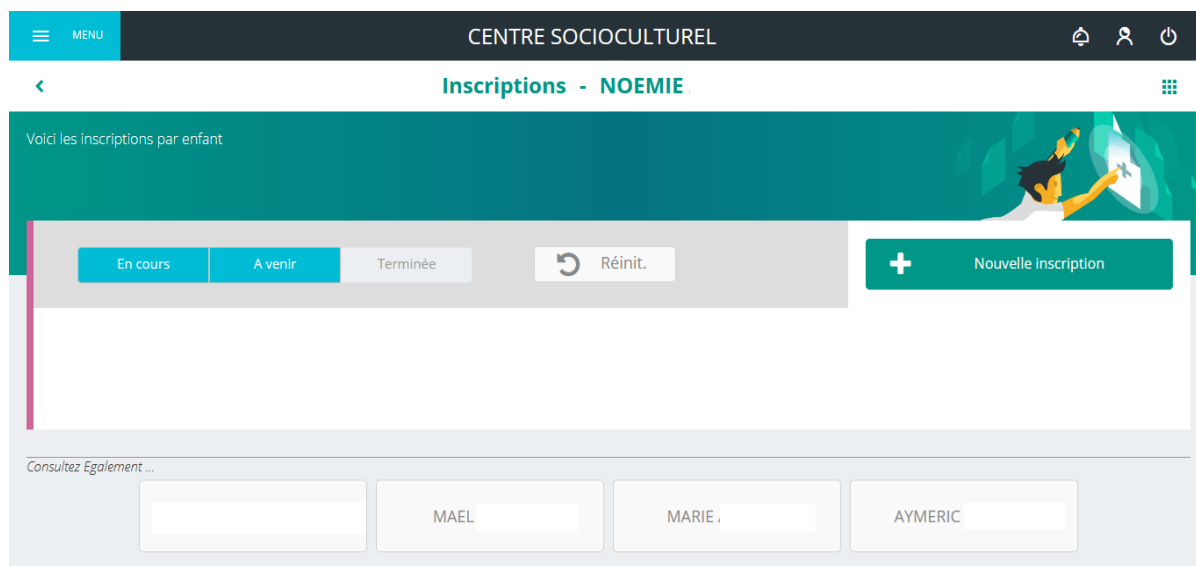 MENU CENTRE SOCIOCULTUREL
Inscriptions - NOEMIE
Voici les inscriptions par enfant
En cours A venir Terminée Réinit. Nouvelle inscription
Consultez Egalement ...
MAEL MARIE AYMERIC